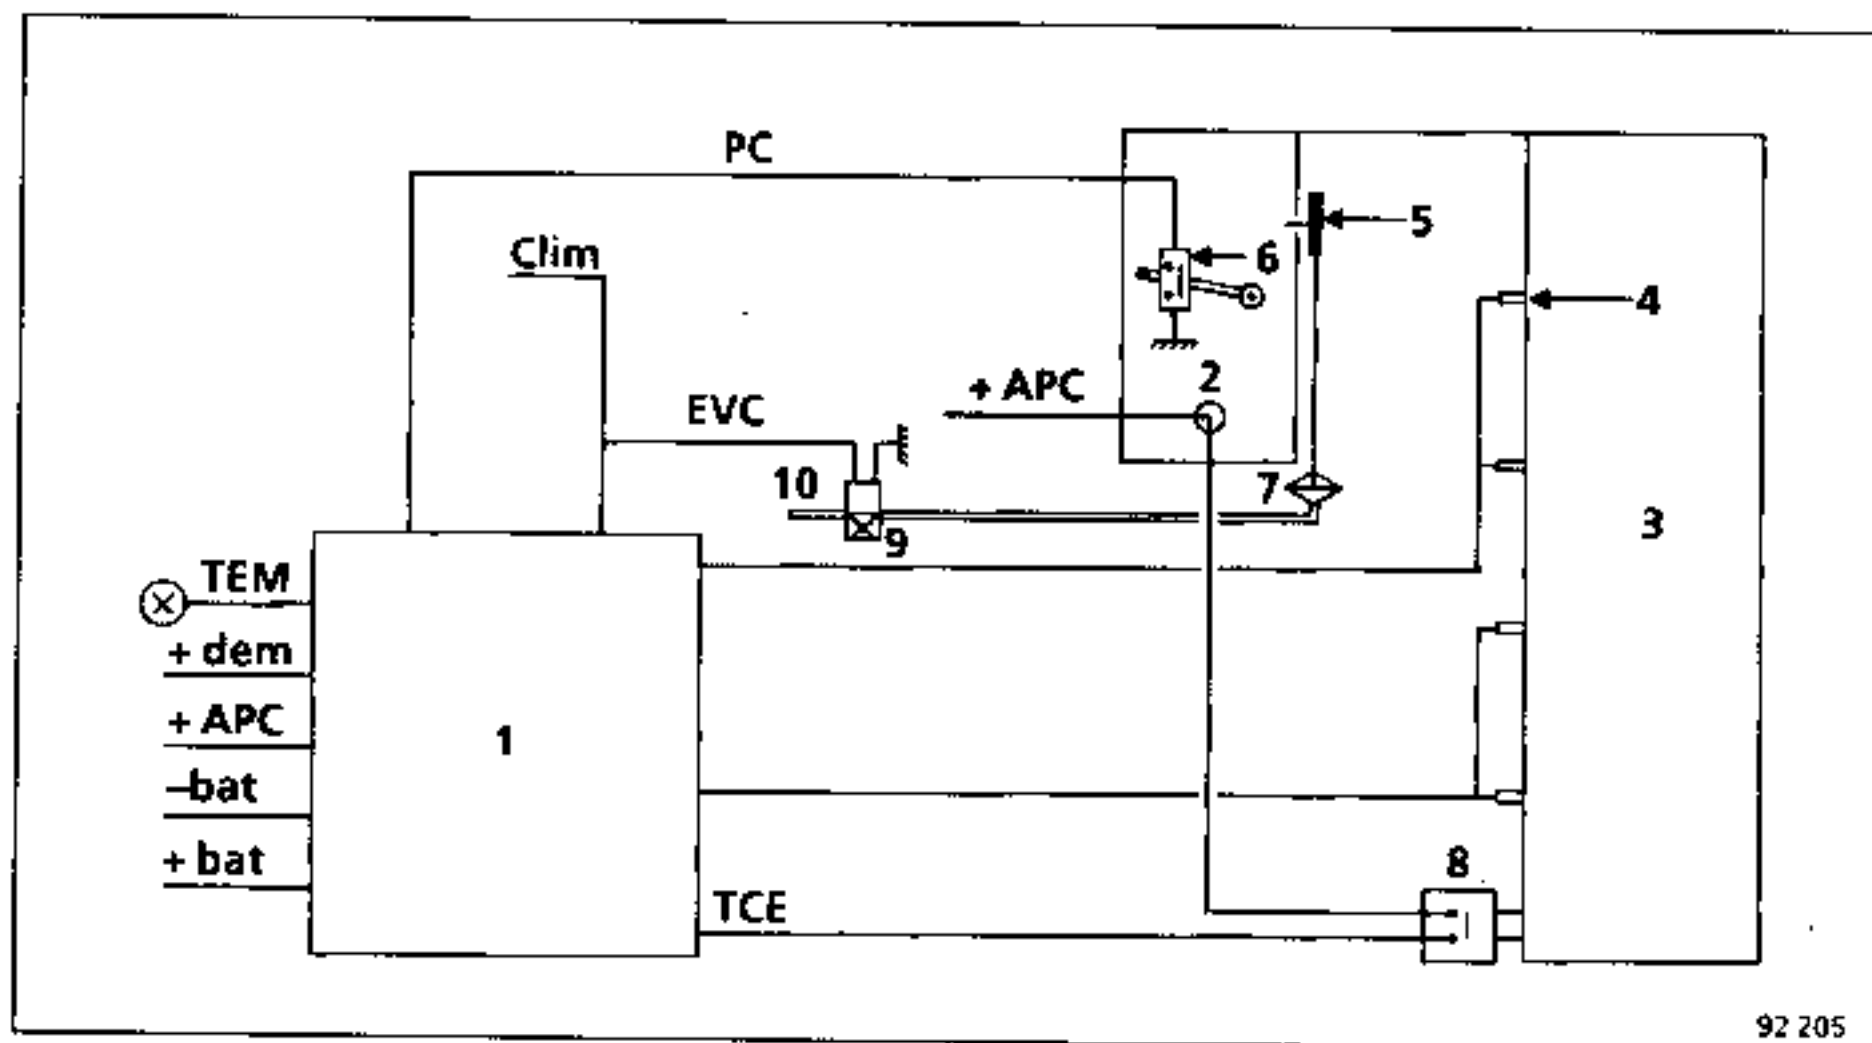 PC
Clim
5
6
4
2
+ APC
EVC
10
7
3
9
TEM
+ dem
+ APC
1
–bat
+ bat
8
TCE
92 205